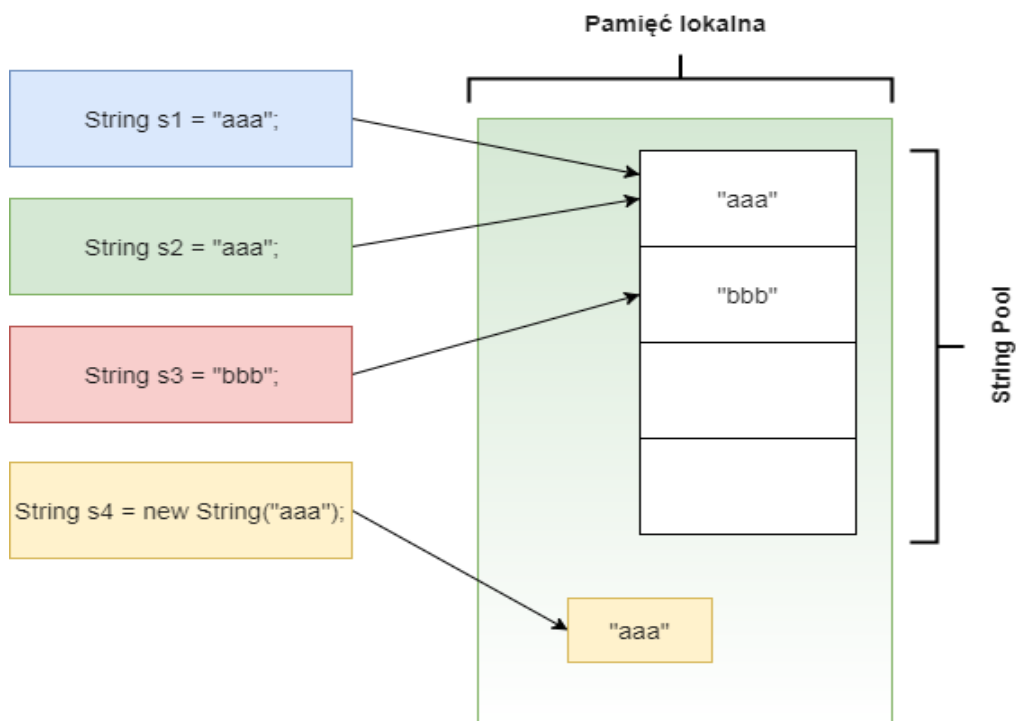 Pamięć lokalna
String s1 = "aaa";
String s2 = "aaa";
String s3 = "bbb";
String s4 = new String("aaa");
"aaa"
"bbb"
"aaa"
String Pool